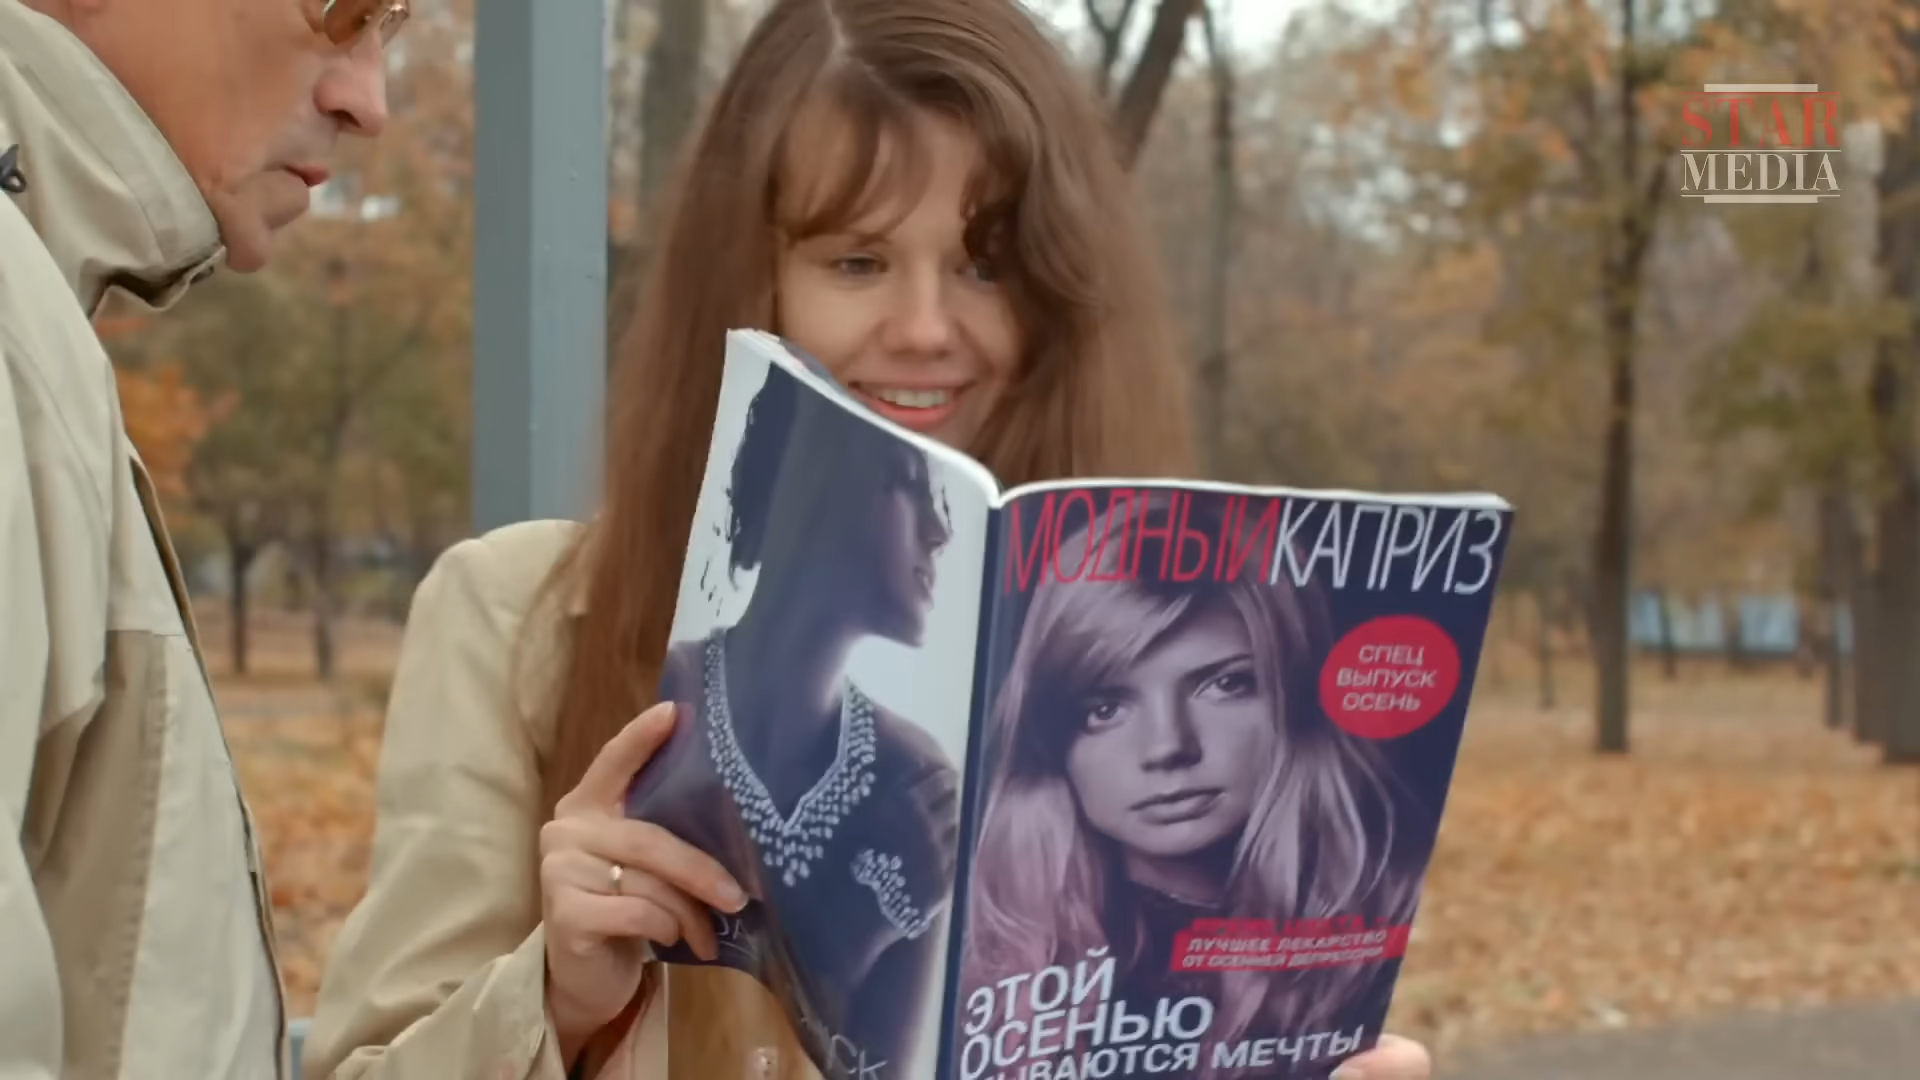 STAR
MEDIA
МОДНЫЙКАПРИЗ
СПЕЦ
ВЫПУСК
ОСЕНЬ
ЛУЧШЕЕ ЛЕКАРСТВО
ОТ ОСЕННЕЙ ДЕПРЕССИИ
ЭТОЙ
ОСЕНЬЮ
МЕЧТЫ